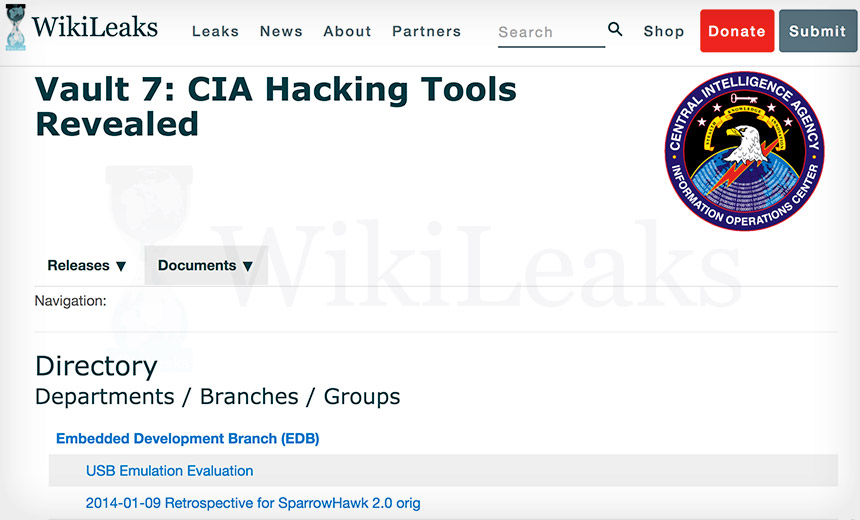 WikiLeaks Leaks News About Partners Search Shop Donate Submit
Vault 7: CIA Hacking Tools
Revealed
CENTRAL INTELLIGENCE AGENCY
KNOWLEDGE
INFORMATION OPERATIONS CENTER
WikiLeaks
Releases ▼ Documents ▼
Navigation:
Directory
Departments / Branches / Groups
Embedded Development Branch (EDB)
USB Emulation Evaluation
2014-01-09 Retrospective for SparrowHawk 2.0 orig